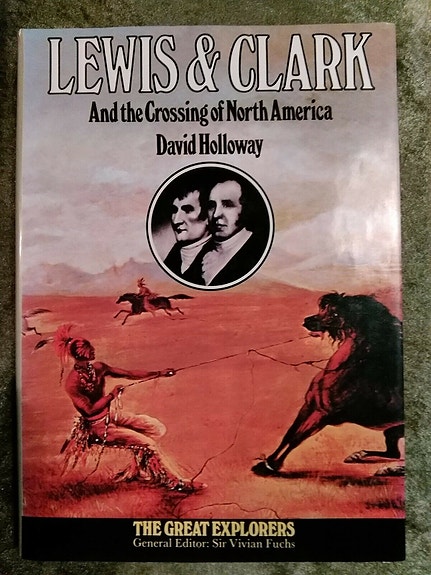 LEWIS & CLARK
And the Crossing of North America
David Holloway
THE GREAT EXPLORERS
General Editor: Sir Vivian Fuchs